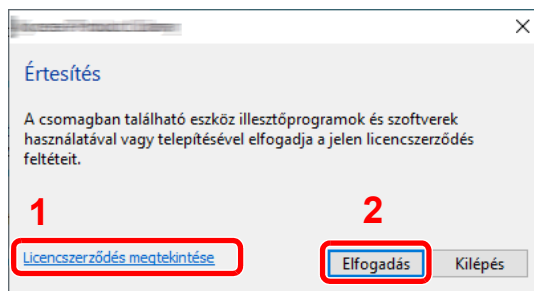 Értesítés
A csomagban található eszköz illesztőprogramok és szoftverek
használatával vagy telepítésével elfogadja a jelen licencszerződés
feltéteit.
1
2
Licencszerződés megtekintése
Elfogadás
Kilépés